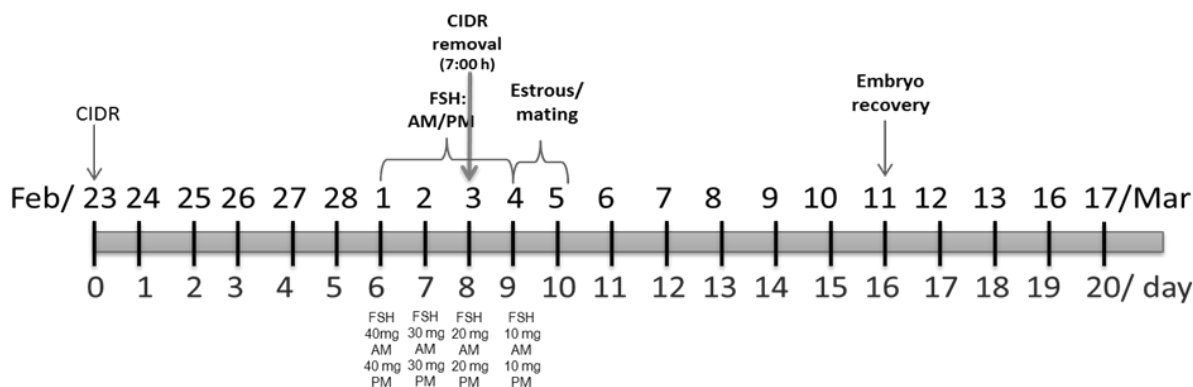 CIDR
removal
(7:00 h)
FSH:
AM/PM
Estrous/
mating
Embryo
recovery
CIDR
Feb/ 23 24 25 26 27 28 1 2 3 4 5 6 7 8 9 10 11 12 13 16 17/Mar
0 1 2 3 4 5 6 7 8 9 10 11 12 13 14 15 16 17 18 19 20/ day
FSH
40mg
AM
40 mg
PM
FSH
30 mg
AM
30 mg
PM
FSH
20 mg
AM
20 mg
PM
FSH
10 mg
AM
10 mg
PM